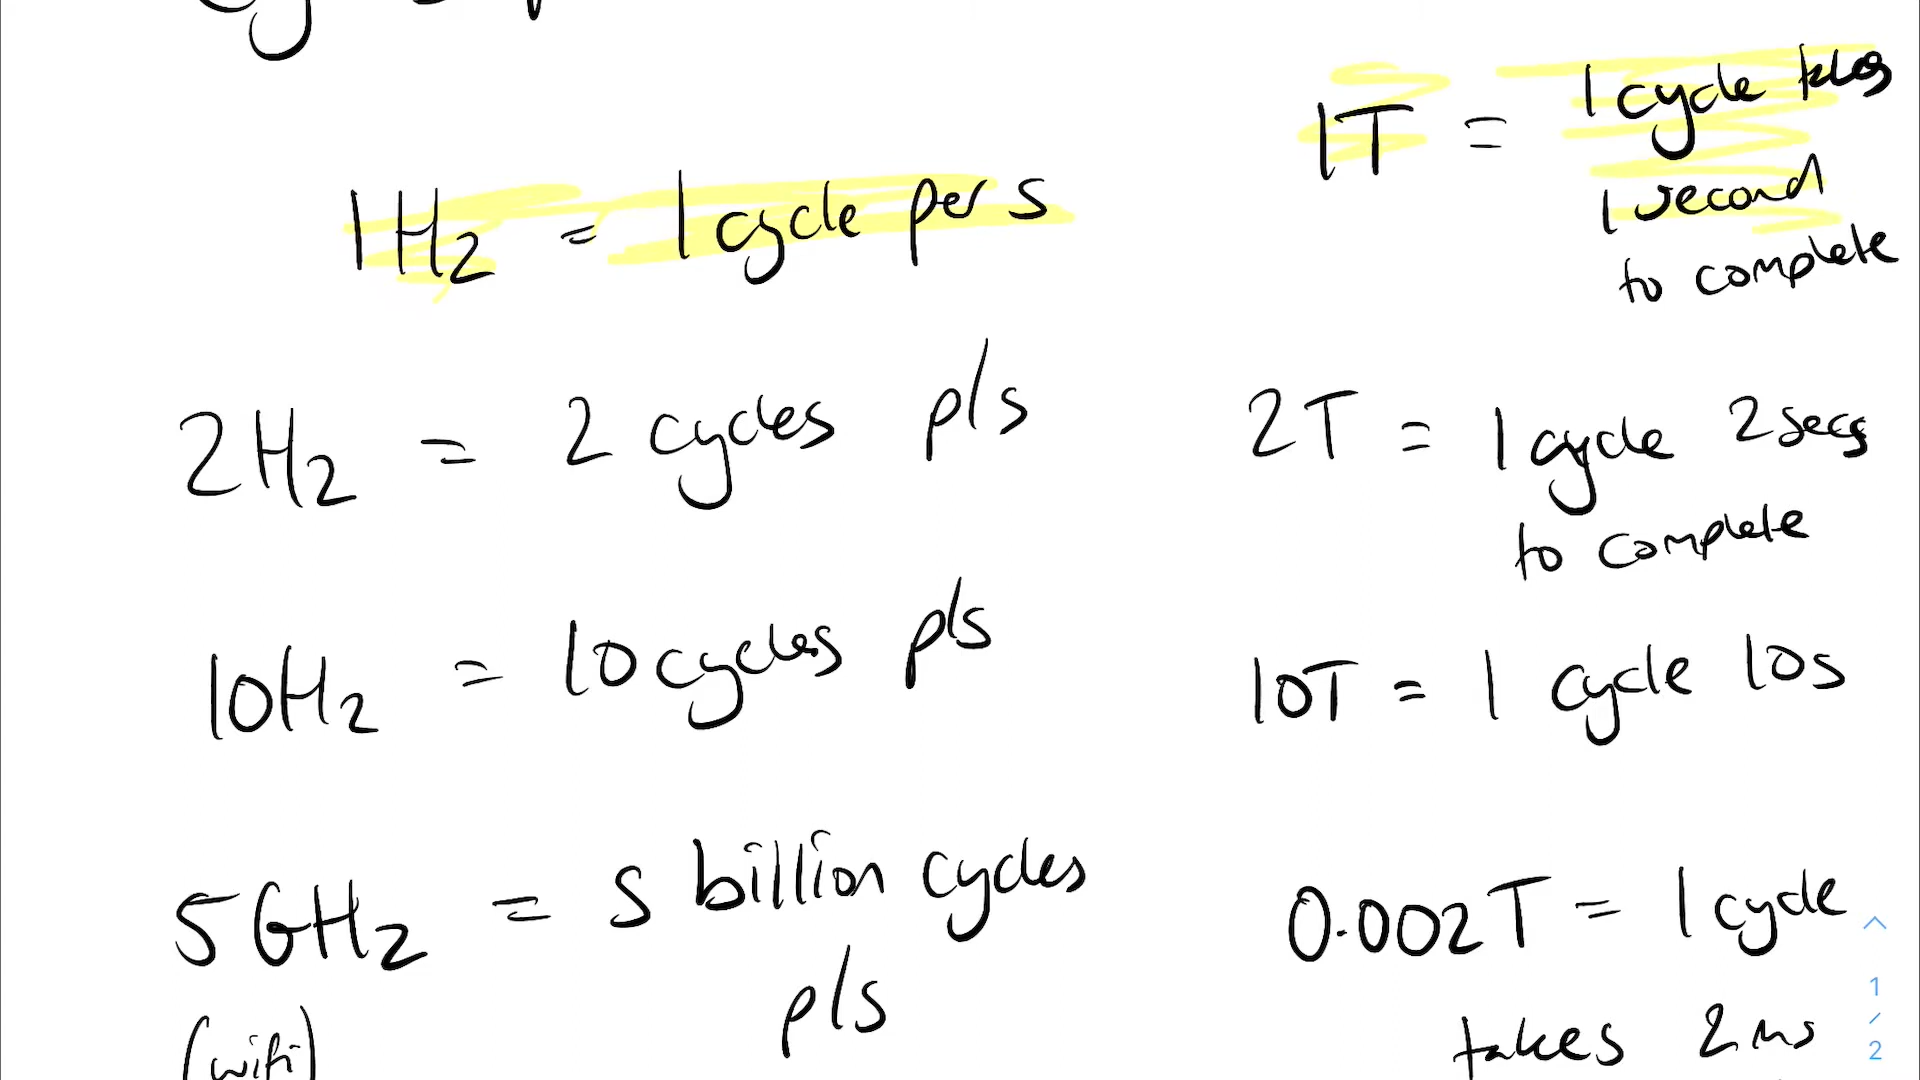 1Hz = 1 cycle per s
2Hz = 2 cycles p/s
10Hz = 10 cycles p/s
5GHz = 5 billion cycles
p/s
(wifi)
1T = 1 cycle takes
1 second
to complete
2T = 1 cycle 2 secs
to complete
10T = 1 cycle 10s
0.002T = 1 cycle
takes 2ms
1
/
2